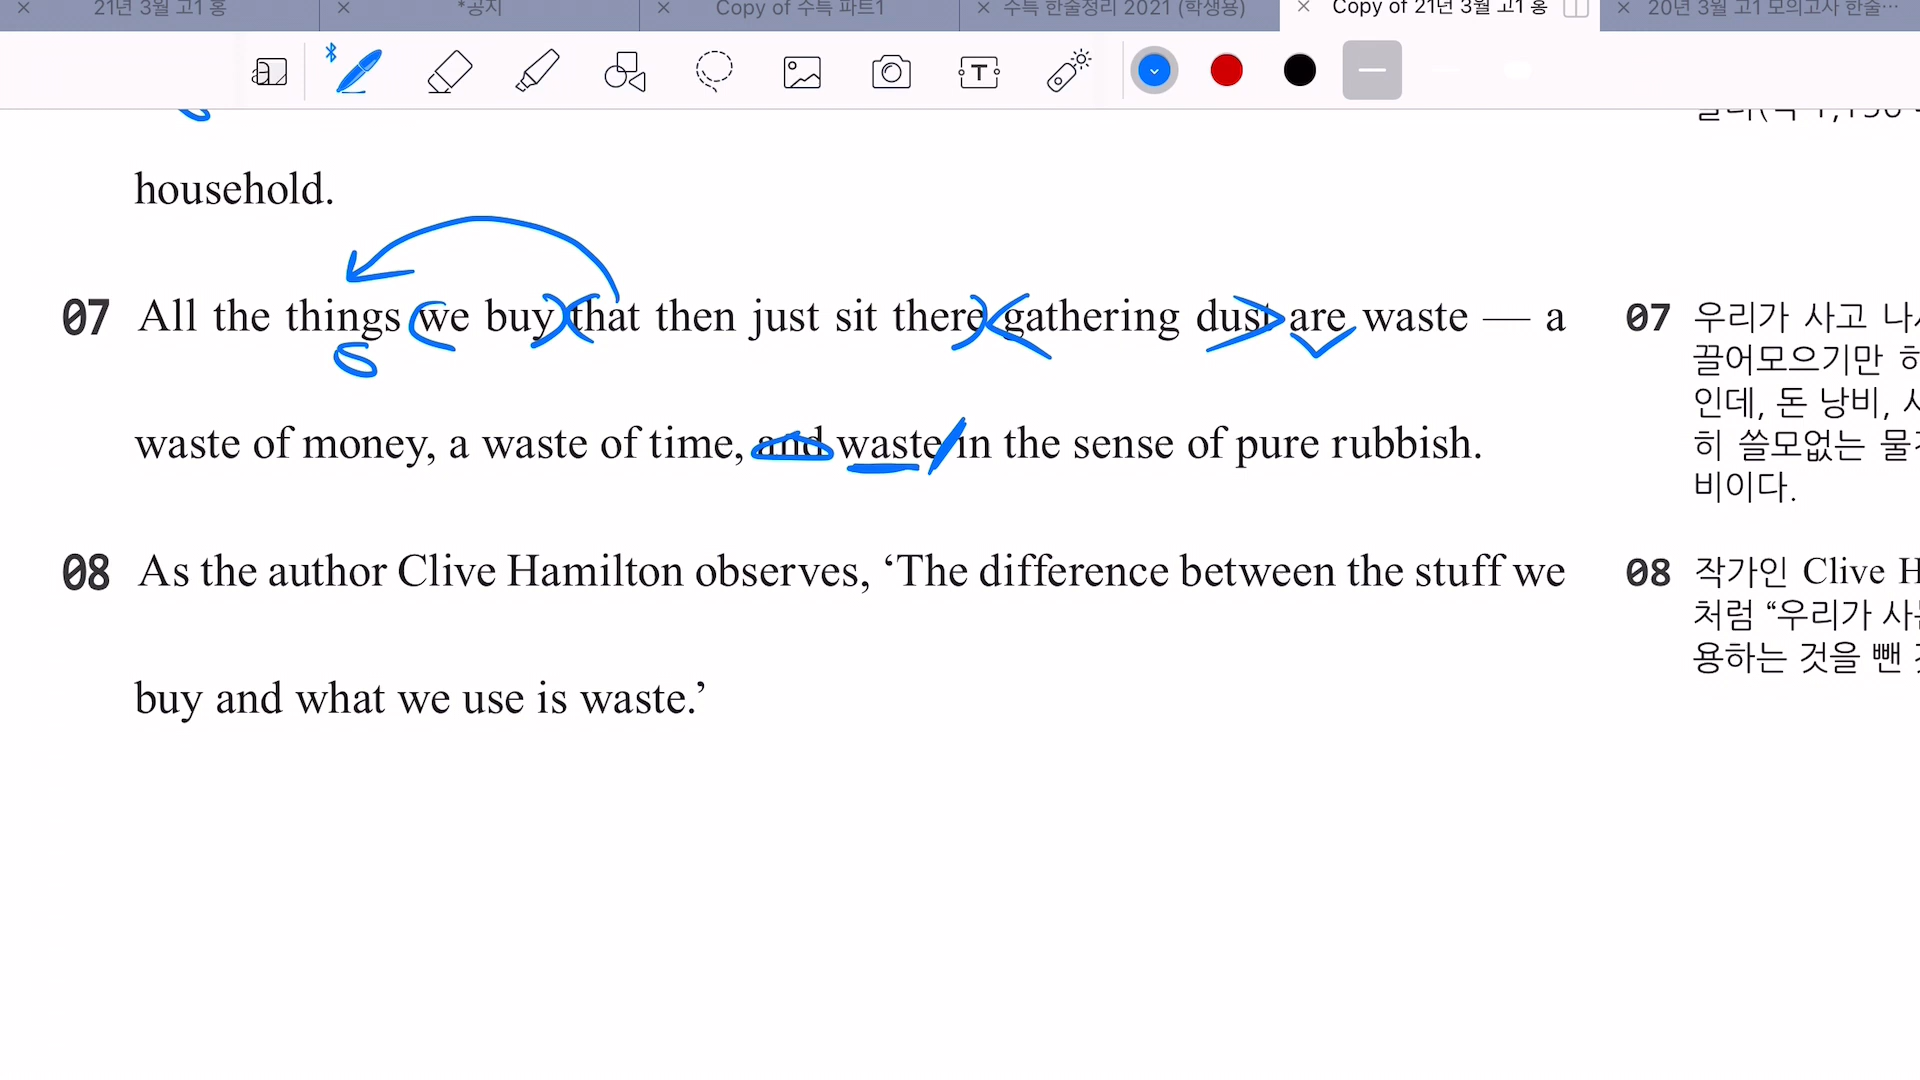 21년 3월 고1 홍
*공지
Copy of 수특 파트1
수특 한술정리 2021 (학생용)
Copy of 21년 3월 고1 홍
20년 3월 고1 모의고사 한술…
household.
07 All the things we buy that then just sit there gathering dust are waste — a
waste of money, a waste of time, and waste in the sense of pure rubbish.
08 As the author Clive Hamilton observes, ‘The difference between the stuff we
buy and what we use is waste.’
07 우리가 사고 나
끌어모으기만
인데, 돈 낭비,
히 쓸모없는
비이다.
08 작가인 Clive H
처럼 “우리가
용하는 것을 뺀